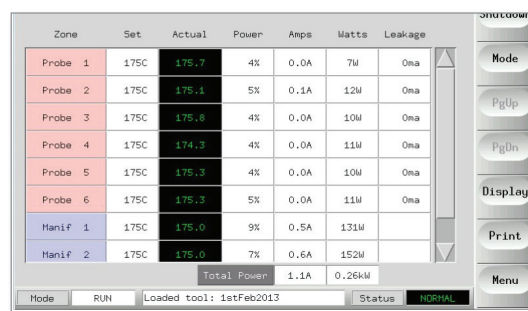 Shutdown
Zone Set Actual Power Amps Watts Leakage
Probe 1 175C 175.7 4% 0.0A 7W 0ma
Mode
Probe 2 175C 175.1 5% 0.1A 12W 0ma
PgUp
Probe 3 175C 175.8 4% 0.0A 10W 0ma
Probe 4 175C 174.3 4% 0.0A 11W 0ma
PgDn
Probe 5 175C 175.3 4% 0.0A 10W 0ma
Probe 6 175C 175.3 5% 0.0A 11W 0ma
Display
Manif 1 175C 175.0 9% 0.5A 131W
Print
Manif 2 175C 175.0 7% 0.6A 152W
Total Power 1.1A 0.26kW
Menu
Mode RUN Loaded tool: 1stFeb2013 Status NORMAL